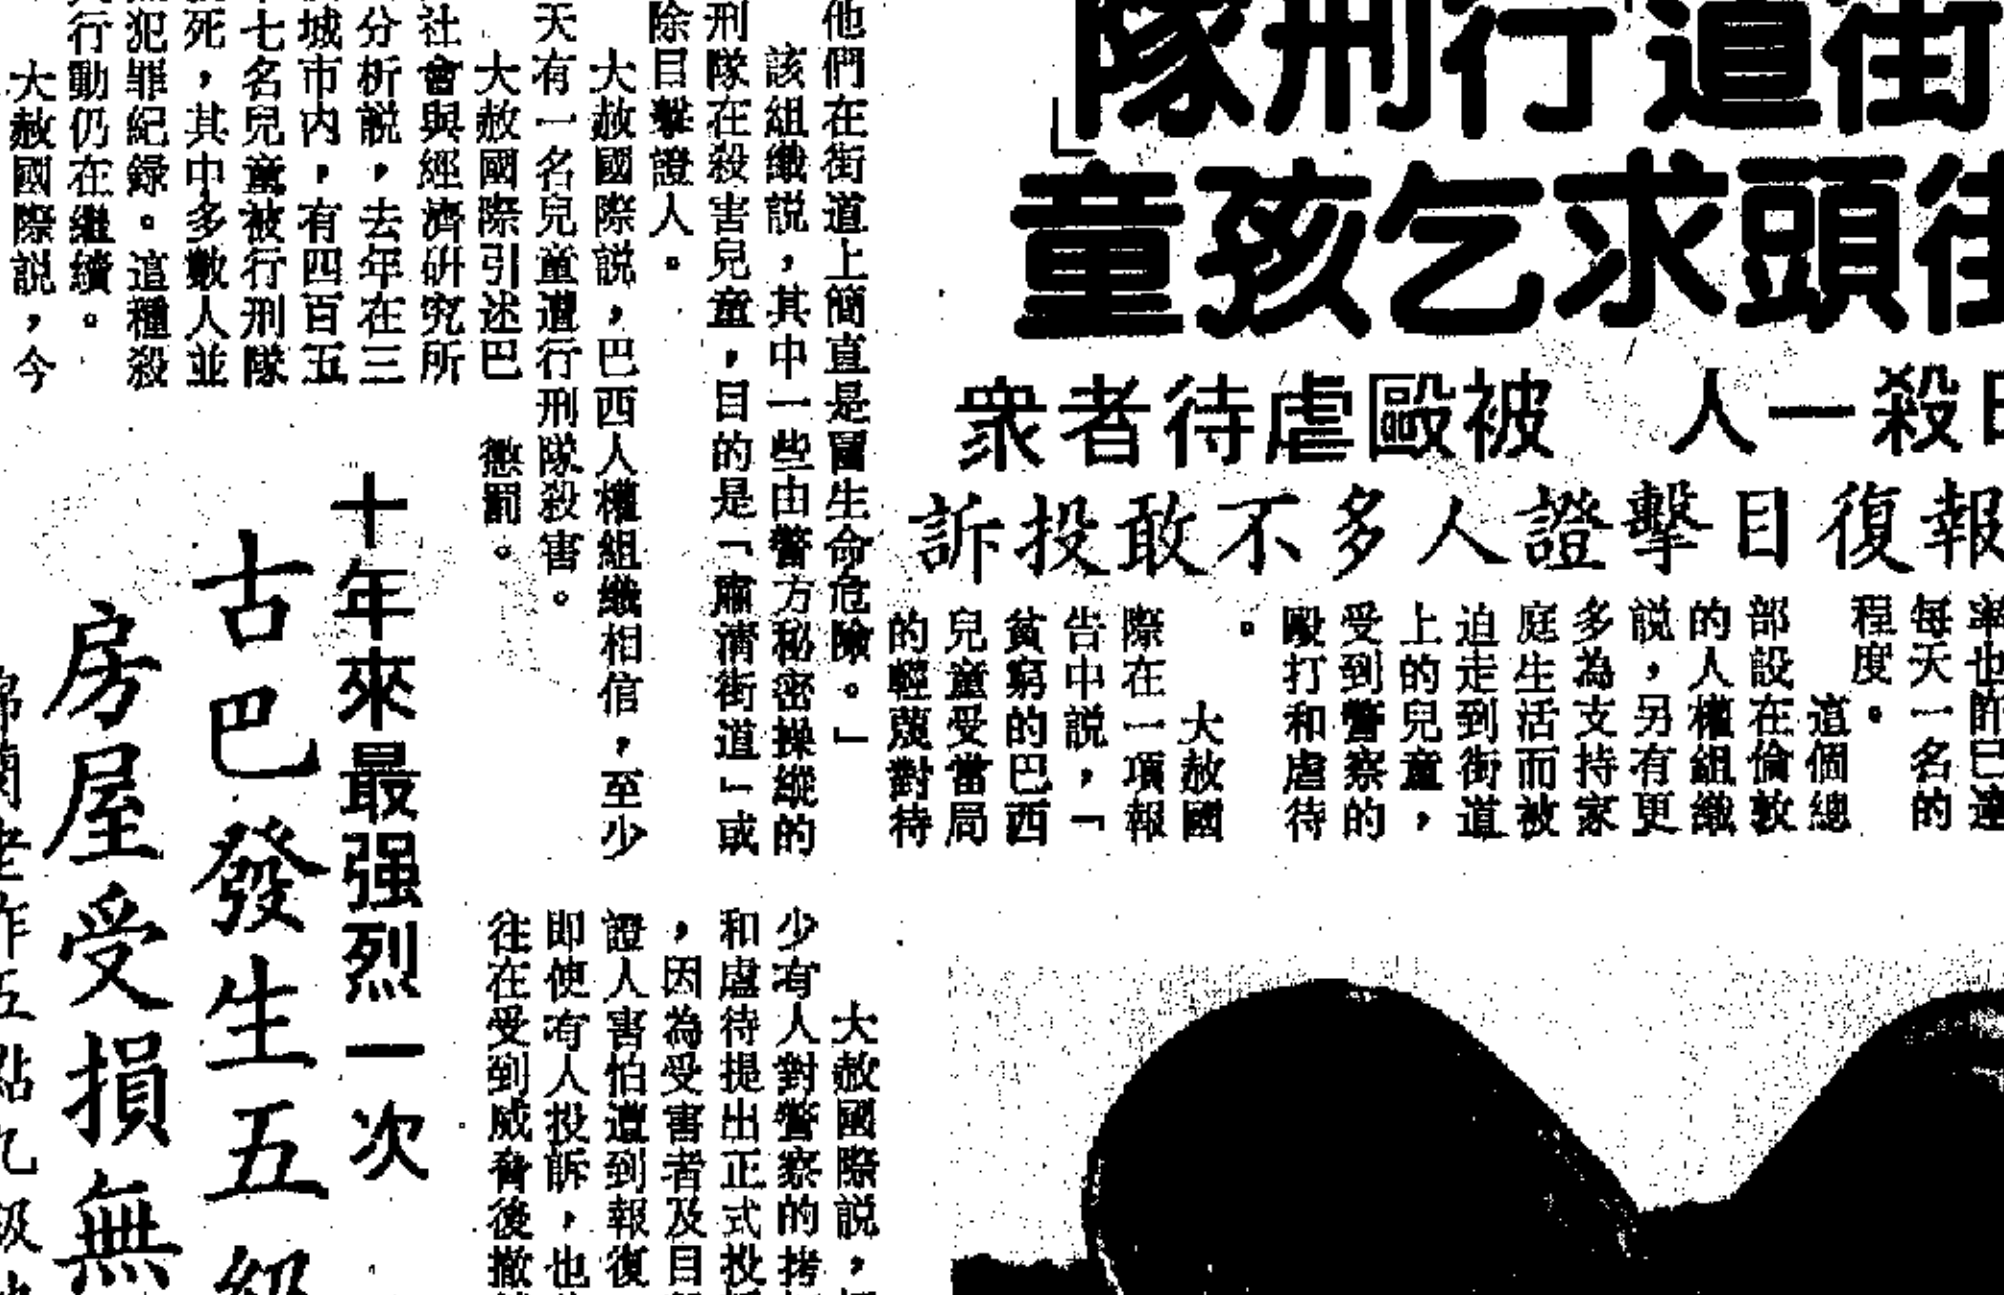 街道行刑隊」
街頭求乞孩童
日殺一人 被毆虐待者衆
報復目擊證人多不敢投訴
率也許已達
每天一名的
程度。
這個總
部設在倫敦
的人權組織
説，另有更
多為支持家
庭生活而被
迫走到街道
上的兒童，
受到警察的
毆打和虐待
。
大赦國
際在一項報
告中説，「
貧窮的巴西
兒童受當局
的輕蔑對待
他們在街道上簡直是冒生命危險。」
該組織説，其中一些由警方秘密操縱的
刑隊在殺害兒童，目的是「肅清街道」或
除目擊證人。
大赦國際説，巴西人權組織相信，至少
天有一名兒童遭行刑隊殺害。
大赦國際引述巴
社會與經濟研究所
分析説，去年在三
城市內，有四百五
七名兒童被行刑隊
死，其中多數人並
犯罪紀錄。這種殺
行動仍在繼續。
大赦國際説，今
懲罰。
大赦國際説，
少有人對警察的拷
和虐待提出正式投
，因為受害者及目
證人害怕遭到報復
即使有人投訴，也
往在受到威脅後撤
十年來最强烈一次
古巴發生五級
房屋受損無